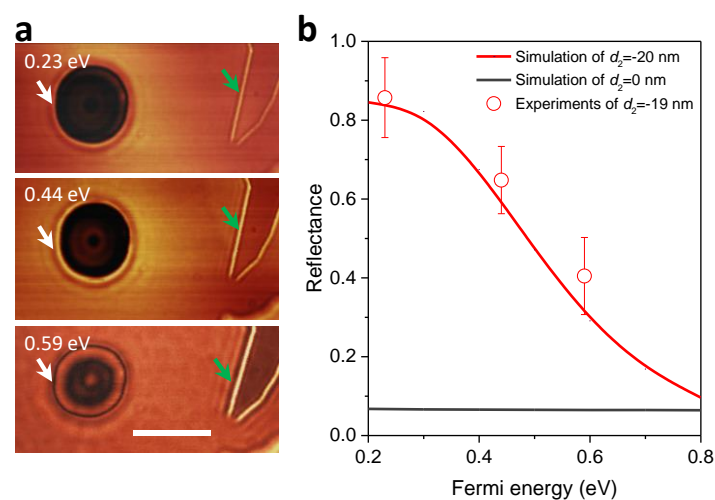 a
0.23 eV
0.44 eV
0.59 eV
b
1.0
0.8
0.6
0.4
0.2
0.0
Reflectance
Simulation of d₂=-20 nm
Simulation of d₂=0 nm
Experiments of d₂=-19 nm
0.2 0.4 0.6 0.8
Fermi energy (eV)